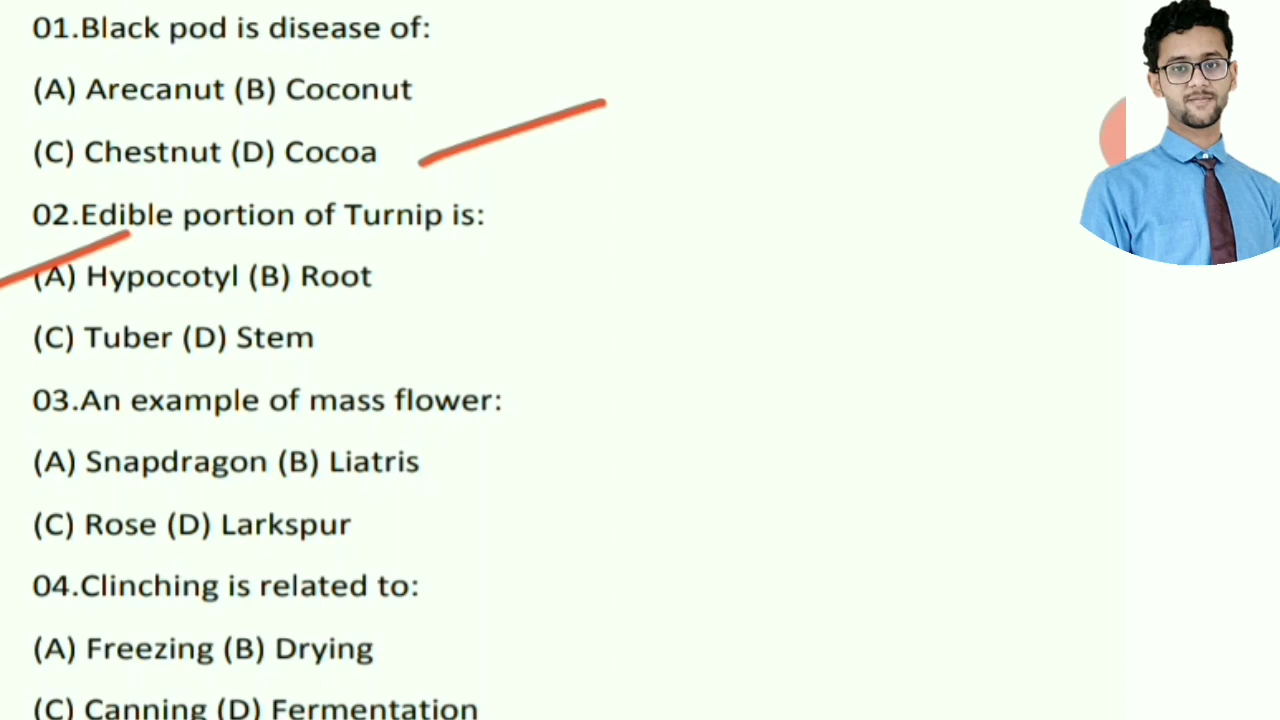 01.Black pod is disease of:
(A) Arecanut (B) Coconut
(C) Chestnut (D) Cocoa
02.Edible portion of Turnip is:
(A) Hypocotyl (B) Root
(C) Tuber (D) Stem
03.An example of mass flower:
(A) Snapdragon (B) Liatris
(C) Rose (D) Larkspur
04.Clinching is related to:
(A) Freezing (B) Drying
(C) Canning (D) Fermentation